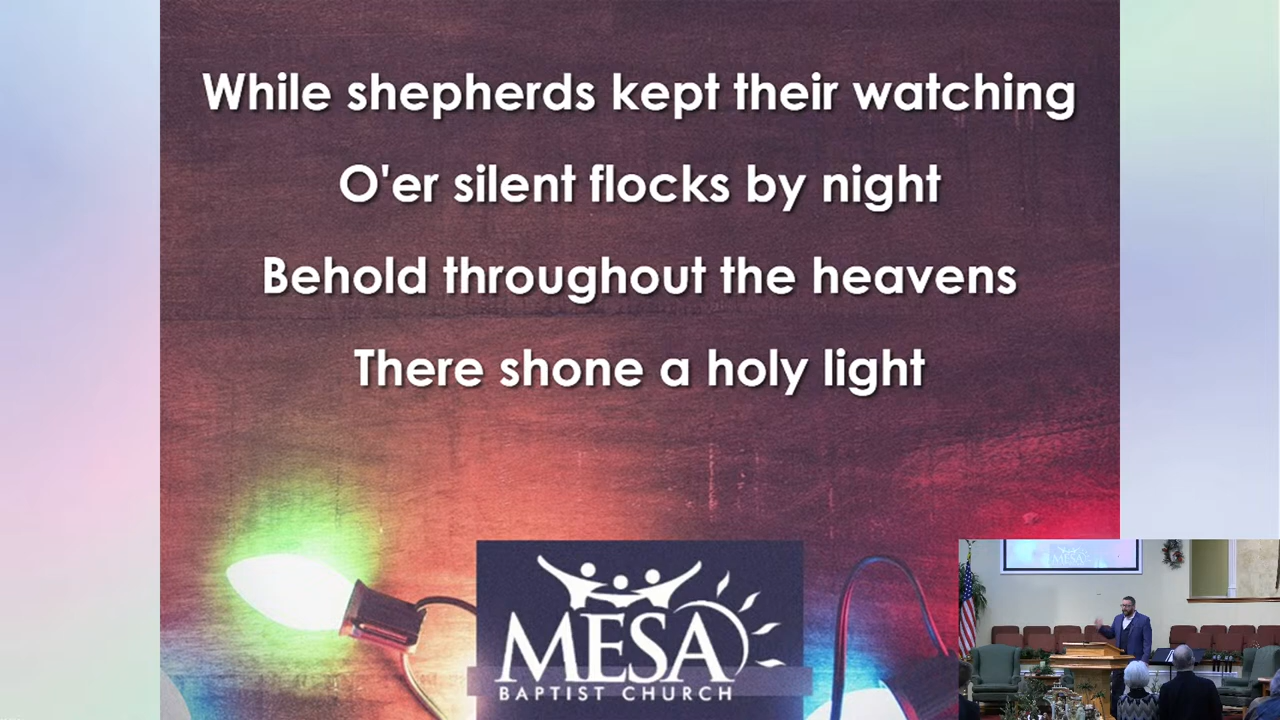 While shepherds kept their watching
O'er silent flocks by night
Behold throughout the heavens
There shone a holy light
MESA
BAPTIST CHURCH
MESA